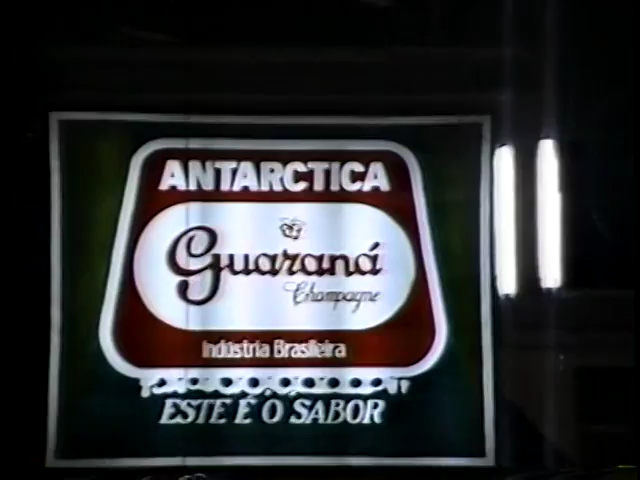 ANTARCTICA
Guaraná
Champagne
Indústria Brasileira
ESTE É O SABOR